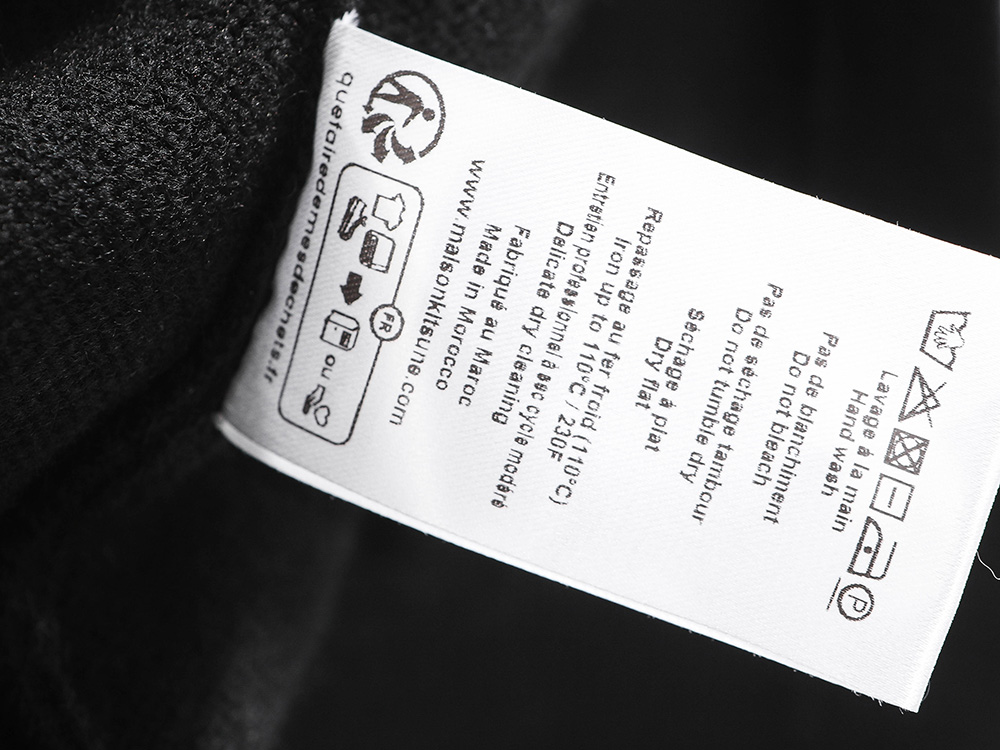 P
Lavage à la main
Hand wash
Pas de blanchiment
Do not bleach
Pas de séchage tambour
Do not tumble dry
Séchage à plat
Dry flat
Repassage au fer froid (110°C)
Iron up to 110°C / 230F
Entretien professionnel à sec cycle modéré
Delicate dry cleaning
Fabriqué au Maroc
Made in Morocco
www.maisonkitsune.com
FR
ou
quefairedemesdechets.fr